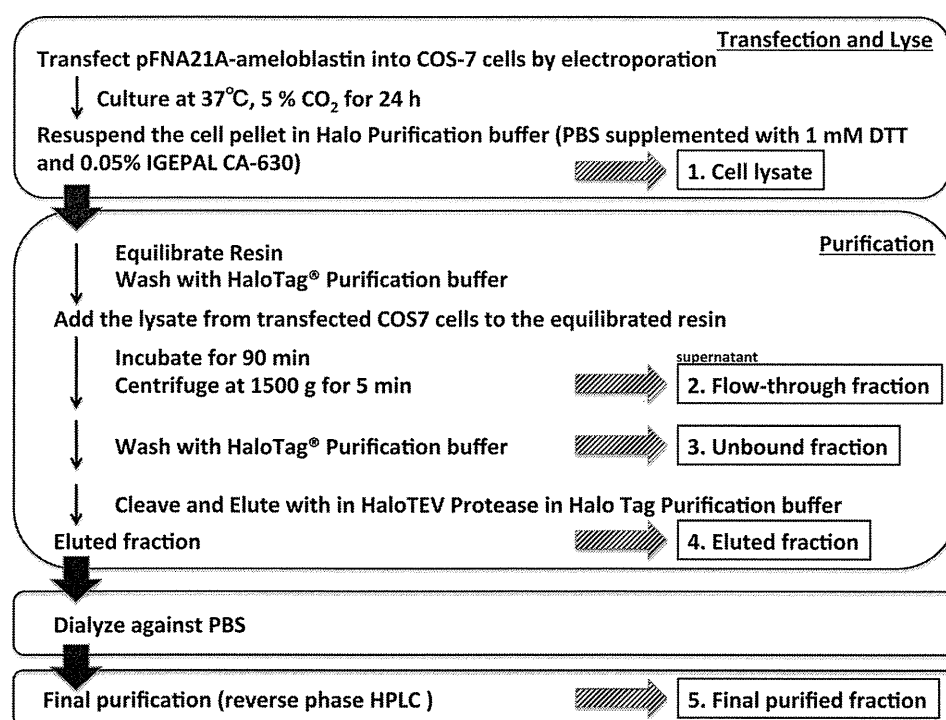 Transfection and Lyse
Transfect pFNA21A-ameloblastin into COS-7 cells by electroporation
Culture at 37℃, 5 % CO2 for 24 h
Resuspend the cell pellet in Halo Purification buffer (PBS supplemented with 1 mM DTT
and 0.05% IGEPAL CA-630)
1. Cell lysate
Purification
Equilibrate Resin
Wash with HaloTag® Purification buffer
Add the lysate from transfected COS7 cells to the equilibrated resin
Incubate for 90 min
Centrifuge at 1500 g for 5 min
supernatant
2. Flow-through fraction
Wash with HaloTag® Purification buffer
3. Unbound fraction
Cleave and Elute with in HaloTEV Protease in Halo Tag Purification buffer
Eluted fraction
4. Eluted fraction
Dialyze against PBS
Final purification (reverse phase HPLC )
5. Final purified fraction